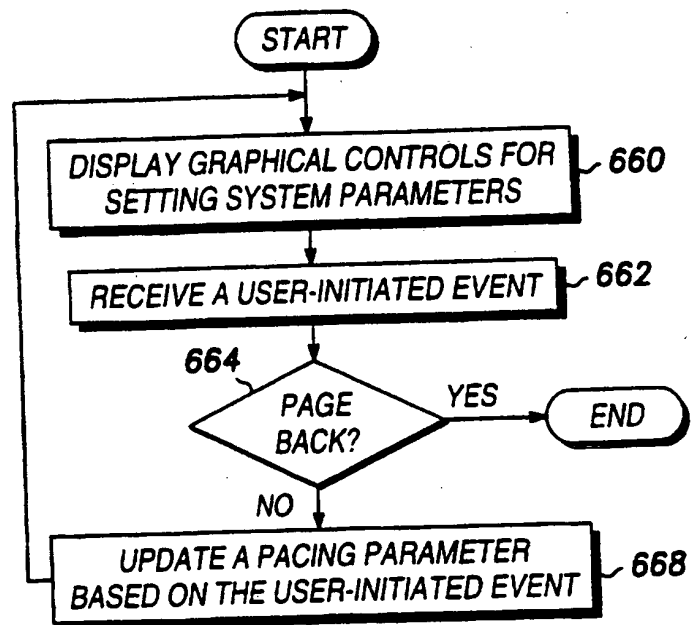 START
DISPLAY GRAPHICAL CONTROLS FOR
SETTING SYSTEM PARAMETERS
660
RECEIVE A USER-INITIATED EVENT
662
664
PAGE
BACK?
YES
END
NO
UPDATE A PACING PARAMETER
BASED ON THE USER-INITIATED EVENT
668